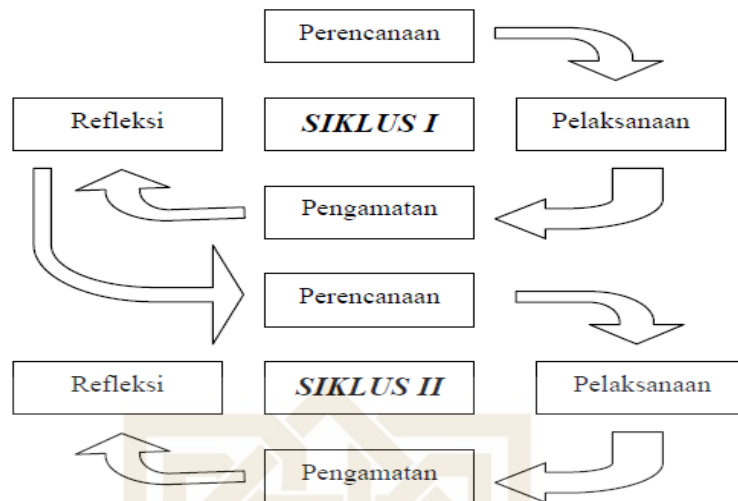 Perencanaan
Refleksi
SIKLUS I
Pelaksanaan
Pengamatan
Perencanaan
Refleksi
SIKLUS II
Pelaksanaan
Pengamatan